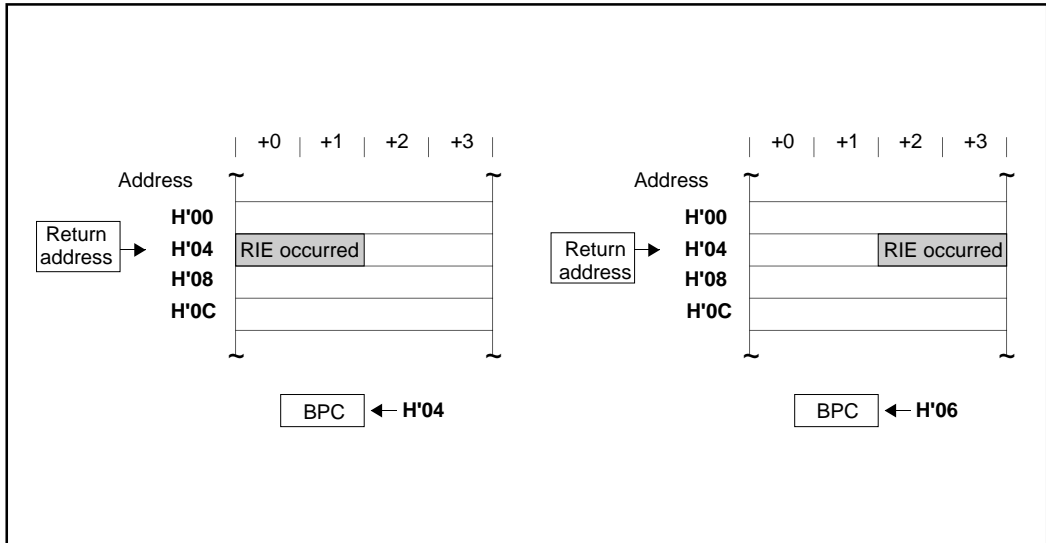 +0 +1 +2 +3
Address
H'00
Return
address
H'04
RIE occurred
H'08
H'0C
BPC
H'04
+0 +1 +2 +3
Address
H'00
Return
address
H'04
RIE occurred
H'08
H'0C
BPC
H'06